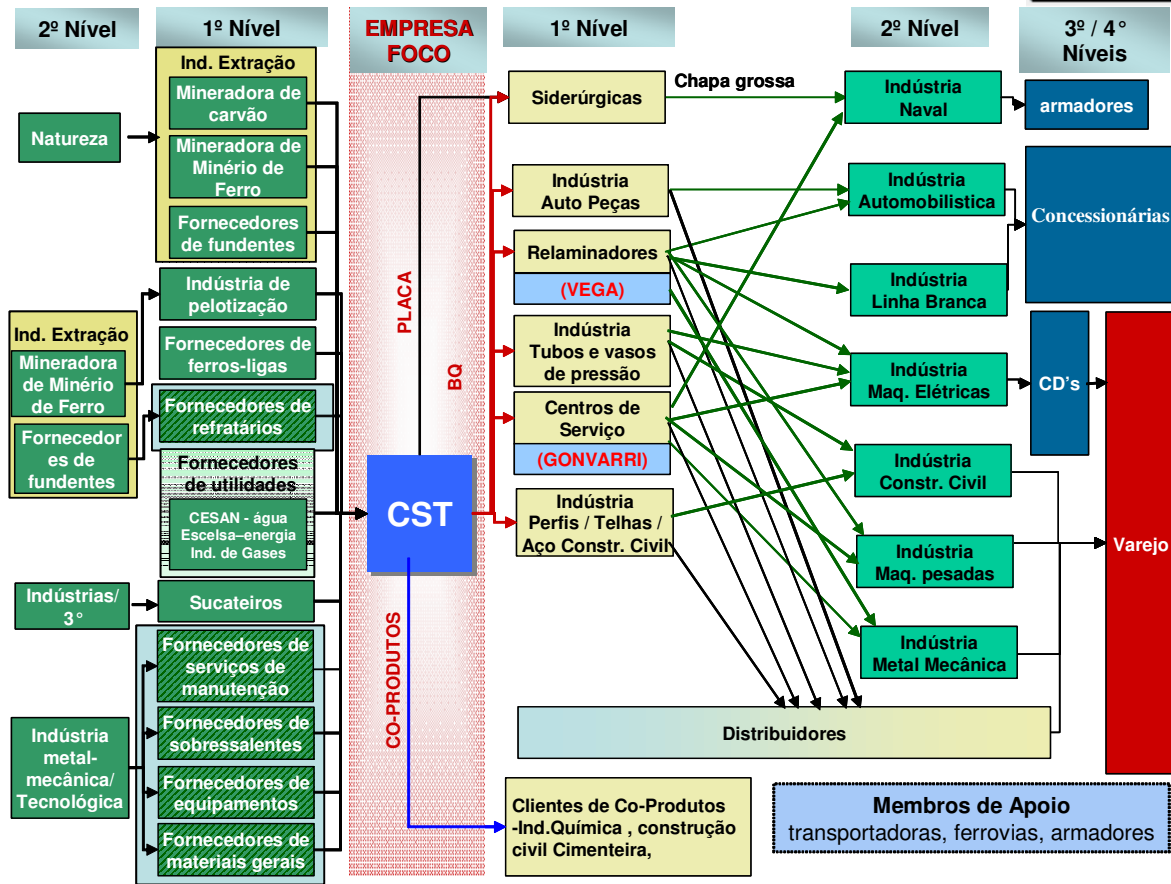 2º Nível
1º Nível
EMPRESA
FOCO
1º Nível
2º Nível
3º / 4°
Níveis
Natureza
Ind. Extração
Mineradora de
carvão
Mineradora de
Minério de
Ferro
Fornecedores
de fundentes
Ind. Extração
Mineradora
de Minério
de Ferro
Fornecedor
es de
fundentes
Indústria de
pelotização
Fornecedores de
ferros-ligas
Fornecedores de
refratários
Fornecedores
de utilidades
CESAN - água
Escelsa–energia
Ind. de Gases
Indústrias/
3°
Sucateiros
Indústria
metal-
mecânica/
Tecnológica
Fornecedores de
serviços de
manutenção
Fornecedores de
sobressalentes
Fornecedores de
equipamentos
Fornecedores de
materiais gerais
PLACA
BQ
CST
CO-PRODUTOS
Siderúrgicas
Chapa grossa
Indústria
Auto Peças
Relaminadores
(VEGA)
Indústria
Tubos e vasos
de pressão
Centros de
Serviço
(GONVARRI)
Indústria
Perfis / Telhas /
Aço Constr. Civil
Indústria
Naval
Indústria
Automobilistica
Indústria
Linha Branca
Indústria
Maq. Elétricas
Indústria
Constr. Civil
Indústria
Maq. pesadas
Indústria
Metal Mecânica
armadores
Concessionárias
CD's
Varejo
Distribuidores
Clientes de Co-Produtos
-Ind.Química , construção
civil Cimenteira,
Membros de Apoio
transportadoras, ferrovias, armadores